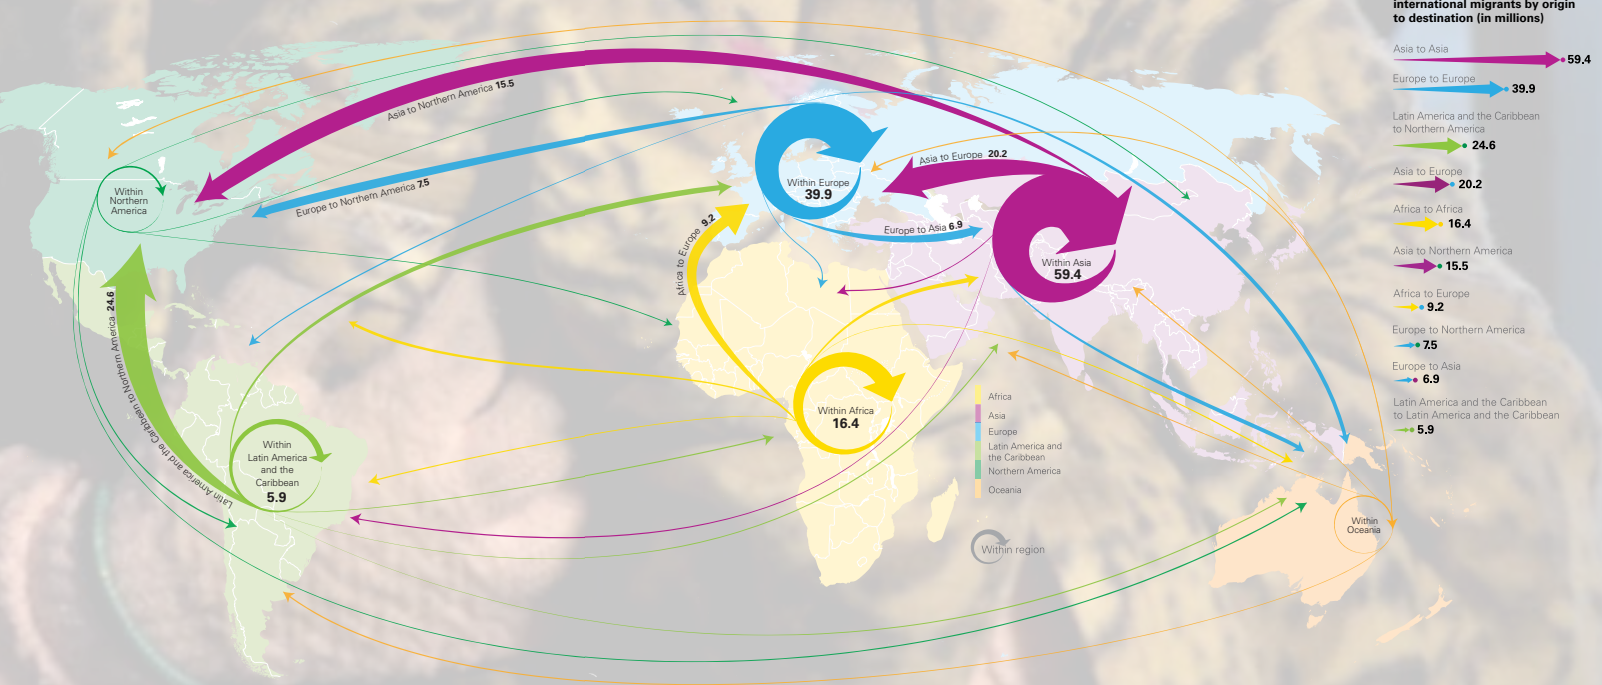 international migrants by origin
to destination (in millions)
Asia to Asia
59.4
Europe to Europe
39.9
Latin America and the Caribbean
to Northern America
24.6
Asia to Europe
20.2
Africa to Africa
16.4
Asia to Northern America
15.5
Africa to Europe
9.2
Europe to Northern America
7.5
Europe to Asia
6.9
Latin America and the Caribbean
to Latin America and the Caribbean
5.9
Asia to Northern America 15.5
Europe to Northern America 7.5
Within
Northern
America
Latin America and the Caribbean to Northern America 24.6
Within
Latin America
and the
Caribbean
5.9
Within Europe
39.9
Asia to Europe 20.2
Europe to Asia 6.9
Africa to Europe 9.2
Within Asia
59.4
Within Africa
16.4
Africa
Asia
Europe
Latin America and
the Caribbean
Northern America
Oceania
Within region
Within
Oceania